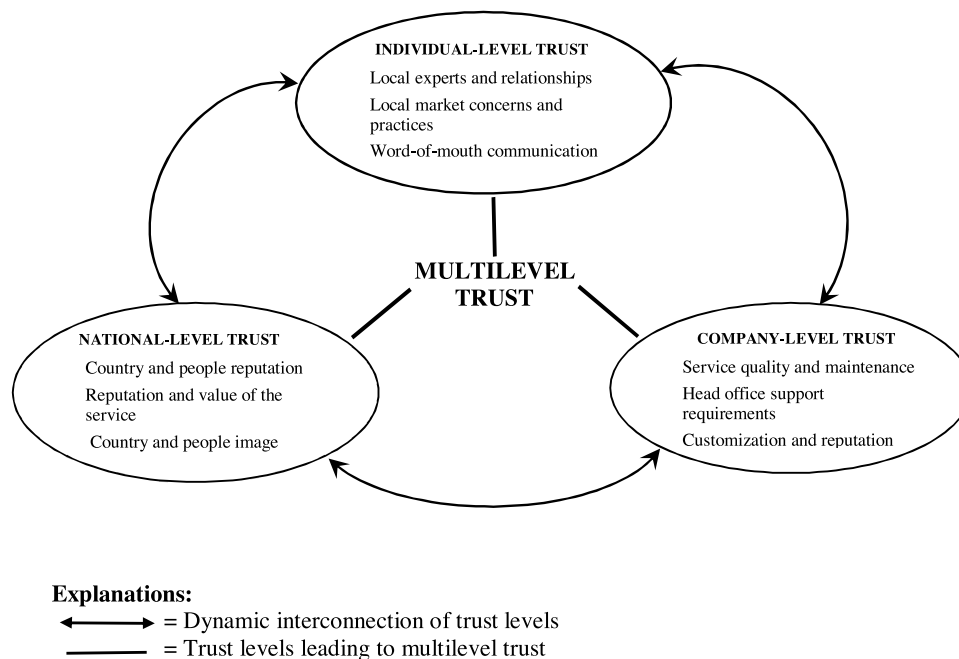 INDIVIDUAL-LEVEL TRUST
Local experts and relationships
Local market concerns and
practices
Word-of-mouth communication
MULTILEVEL
TRUST
NATIONAL-LEVEL TRUST
Country and people reputation
Reputation and value of the
service
Country and people image
COMPANY-LEVEL TRUST
Service quality and maintenance
Head office support
requirements
Customization and reputation
Explanations:
= Dynamic interconnection of trust levels
= Trust levels leading to multilevel trust